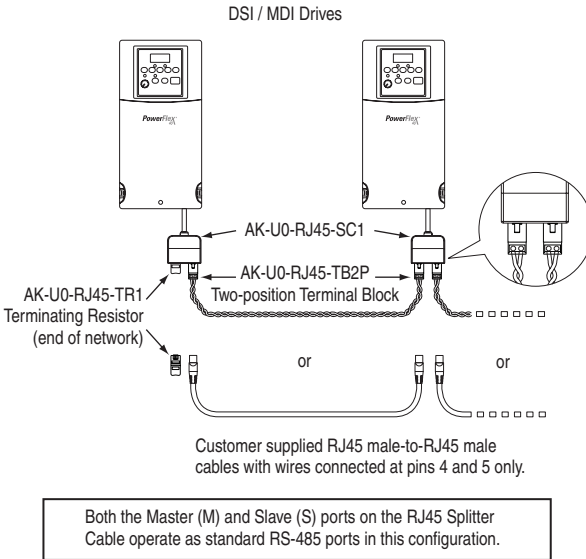 DSI / MDI Drives
PowerFlex
PowerFlex
AK-U0-RJ45-SC1
AK-U0-RJ45-TB2P
Two-position Terminal Block
AK-U0-RJ45-TR1
Terminating Resistor
(end of network)
or
or
Customer supplied RJ45 male-to-RJ45 male
cables with wires connected at pins 4 and 5 only.
Both the Master (M) and Slave (S) ports on the RJ45 Splitter
Cable operate as standard RS-485 ports in this configuration.